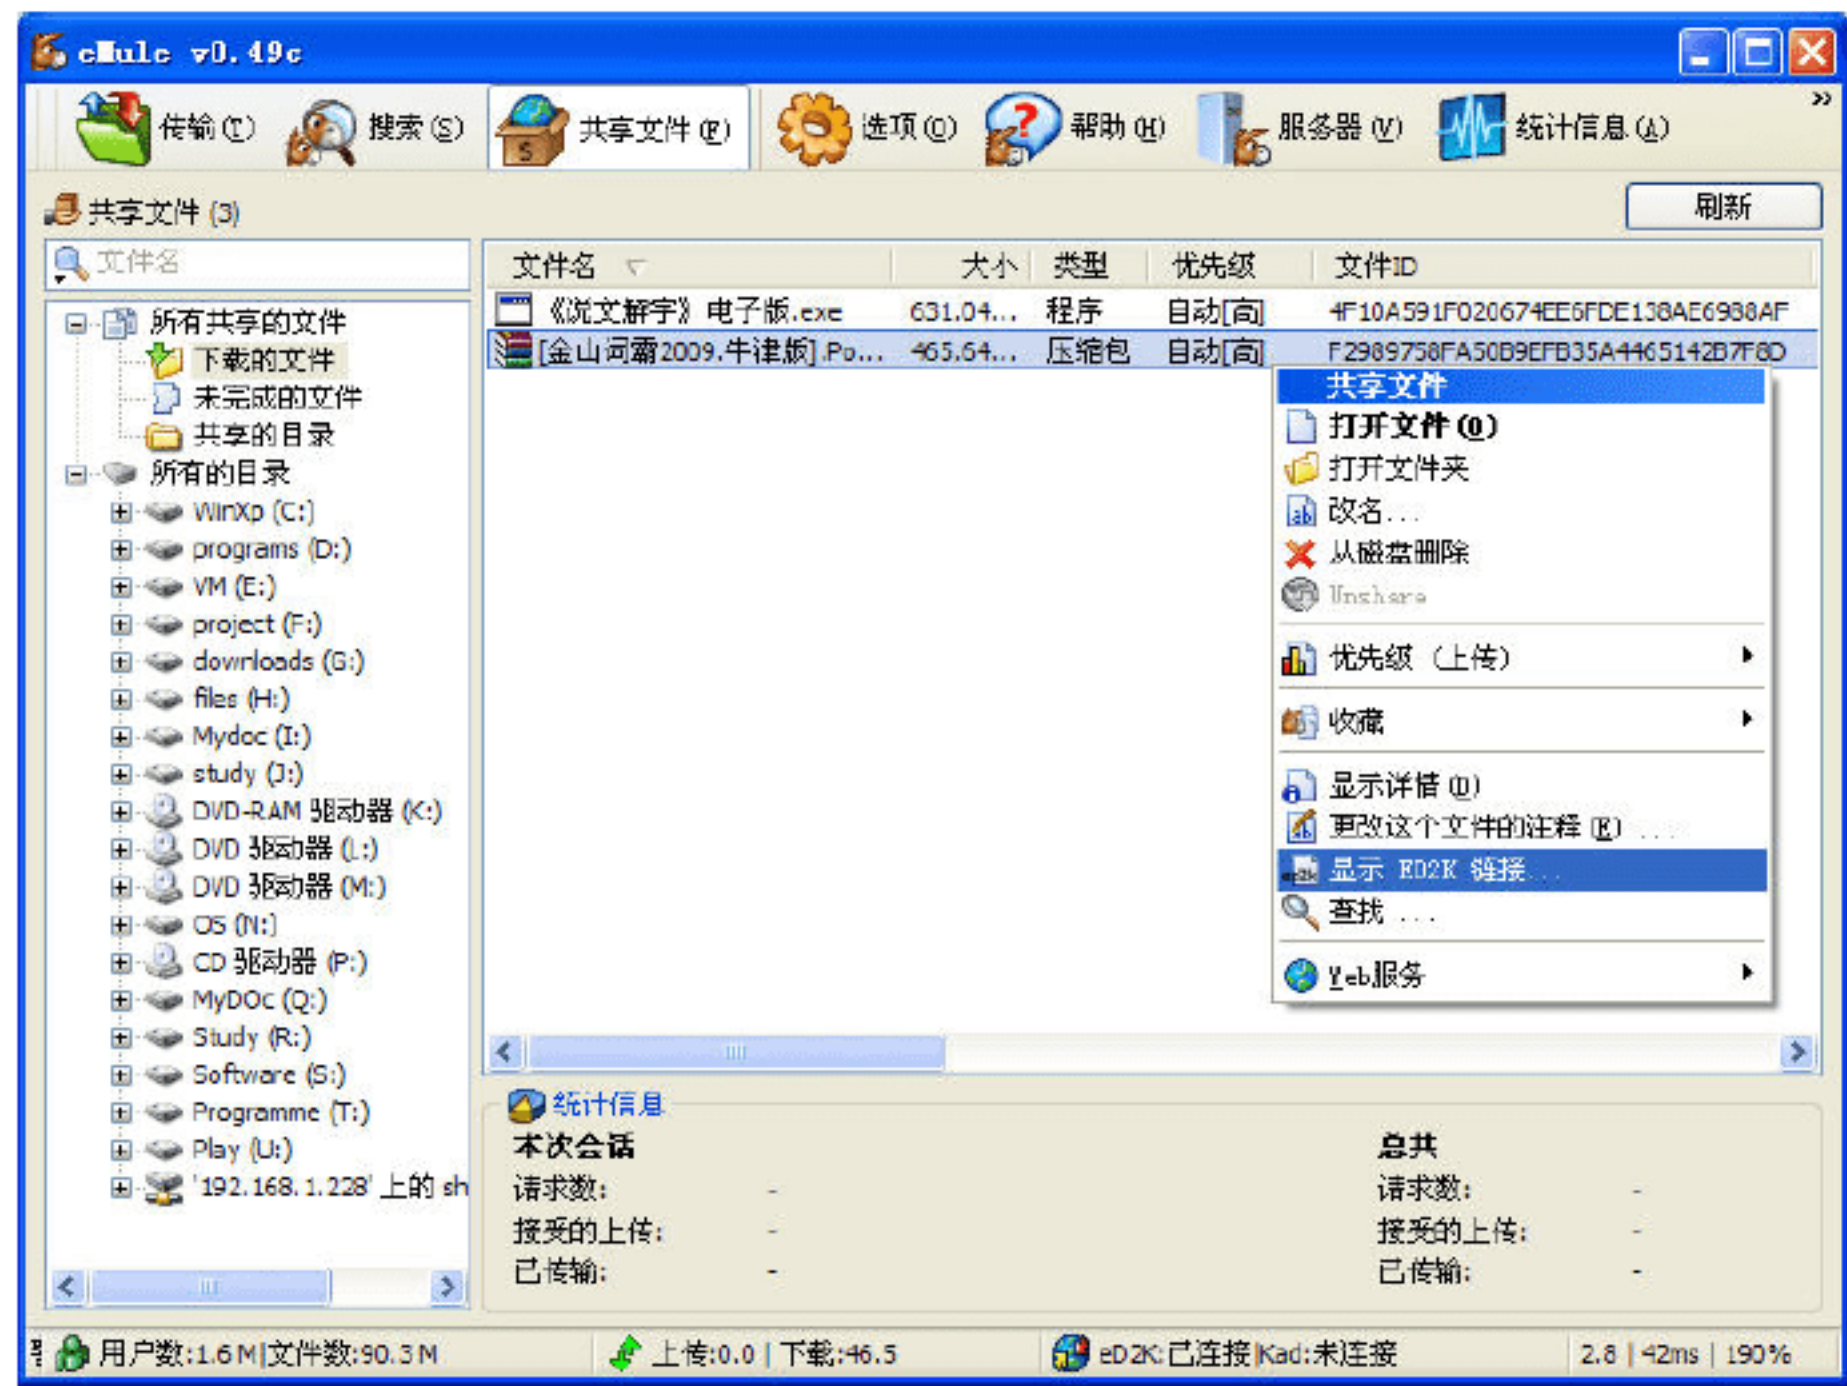 eMule v0.49c
传输(T) 搜索(S) 共享文件(F) 选项(O) 帮助(H) 服务器(V) 统计信息(A) »
共享文件 (3) 刷新
文件名
文件名 大小 类型 优先级 文件ID
《说文解字》电子版.exe 631.04... 程序 自动[高] 4F10A591F020674EE6FDE138AE6988AF
[金山词霸2009.牛津版].Po... 465.64... 压缩包 自动[高] F2989758FA50B9EFB35A4465142B7F8D
所有共享的文件
下载的文件
未完成的文件
共享的目录
所有的目录
WinXp (C:)
programs (D:)
VM (E:)
project (F:)
downloads (G:)
files (H:)
Mydoc (I:)
study (J:)
DVD-RAM 驱动器 (K:)
DVD 驱动器 (L:)
DVD 驱动器 (M:)
OS (N:)
CD 驱动器 (P:)
MyDOc (Q:)
Study (R:)
Software (S:)
Programme (T:)
Play (U:)
'192.168.1.228' 上的 sh
共享文件
打开文件(O)
打开文件夹
改名...
从磁盘删除
Unshare
优先级 (上传)
收藏
显示详情(D)
更改这个文件的注释(E) ...
显示 ED2K 链接...
查找 ...
Web服务
统计信息
本次会话 总共
请求数: - 请求数: -
接受的上传: - 接受的上传: -
已传输: - 已传输: -
用户数:1.6 M|文件数:90.3 M 上传:0.0 | 下载:46.5 eD2K:已连接|Kad:未连接 2.8 | 42ms | 190%